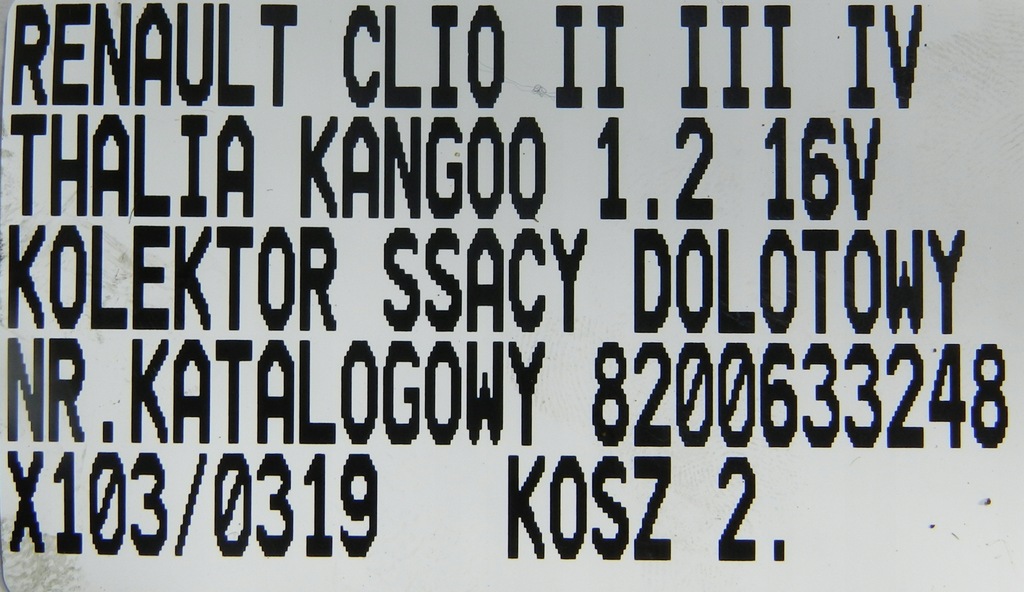 RENAULT CLIO II III IV
THALIA KANGOO 1.2 16V
KOLEKTOR SSACY DOLOTOWY
NR.KATALOGOWY 8200633248
X103/0319 KOSZ 2.